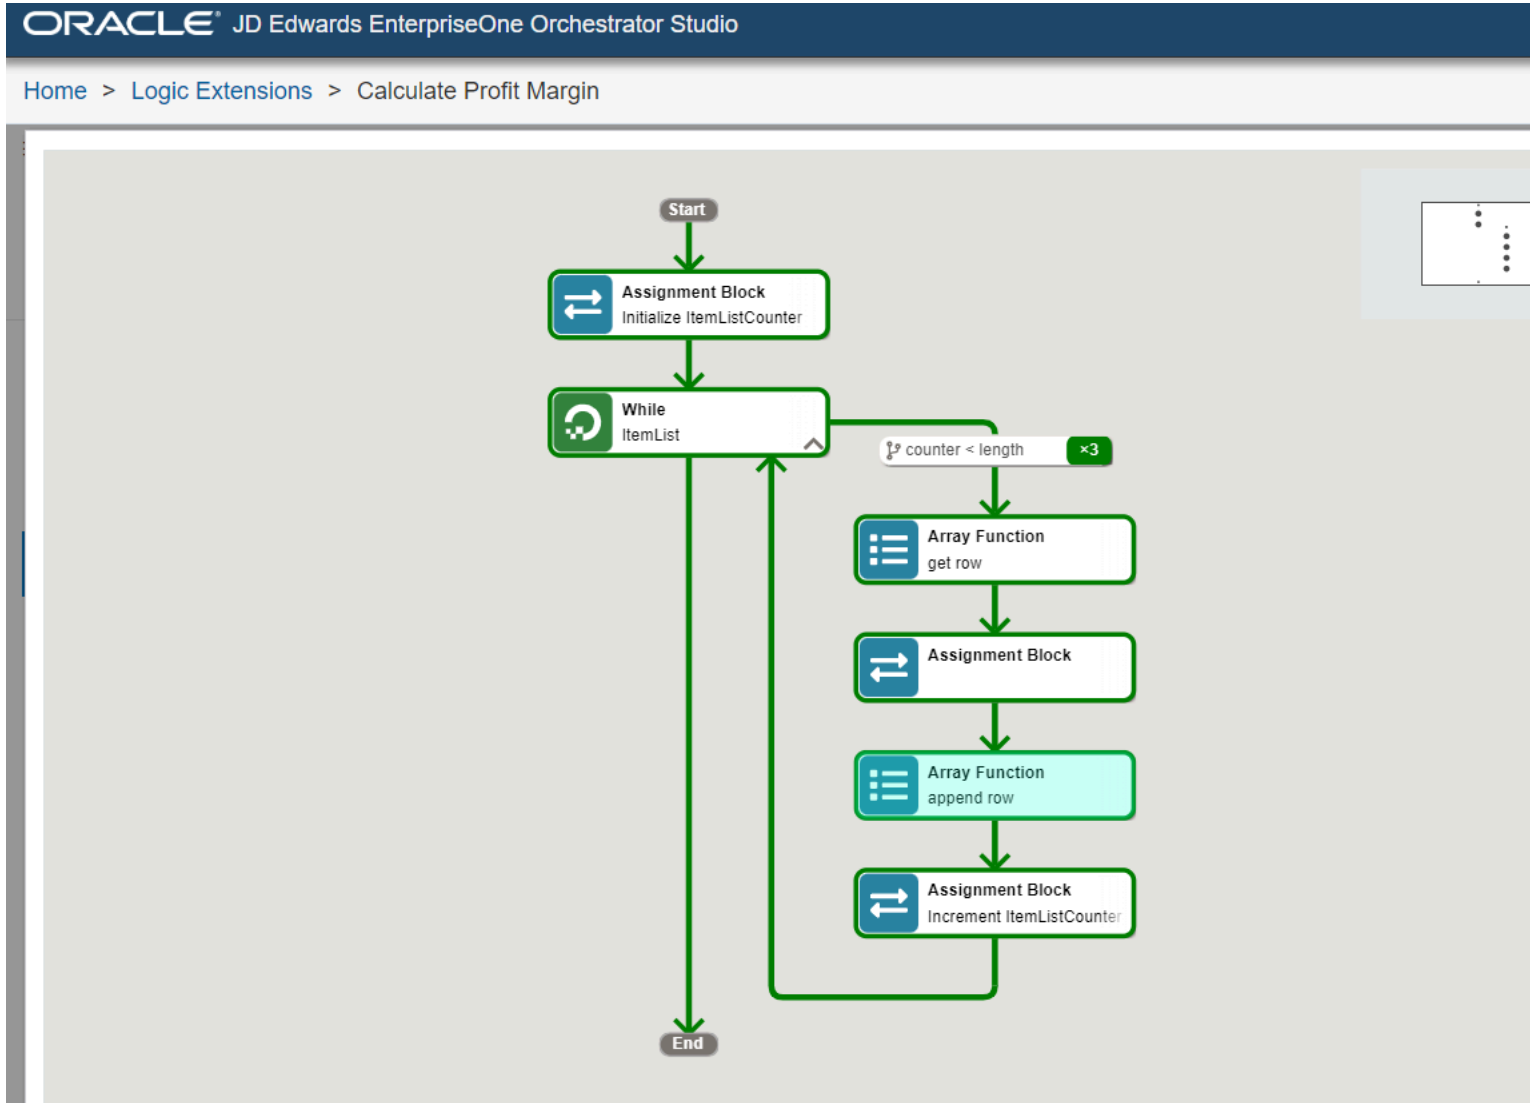 ORACLE® JD Edwards EnterpriseOne Orchestrator Studio
Home > Logic Extensions > Calculate Profit Margin
Start
Assignment Block
Initialize ItemListCounter
While
ItemList
counter < length ×3
Array Function
get row
Assignment Block
Array Function
append row
Assignment Block
Increment ItemListCounter
End